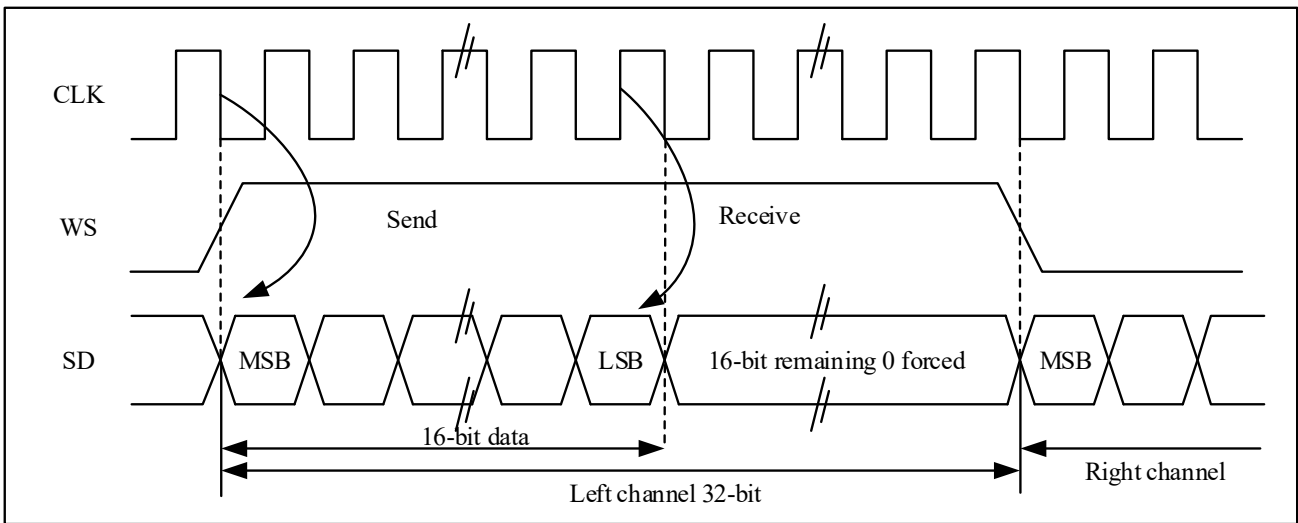 CLK
WS
Send
Receive
SD
MSB
LSB
16-bit remaining 0 forced
MSB
16-bit data
Left channel 32-bit
Right channel